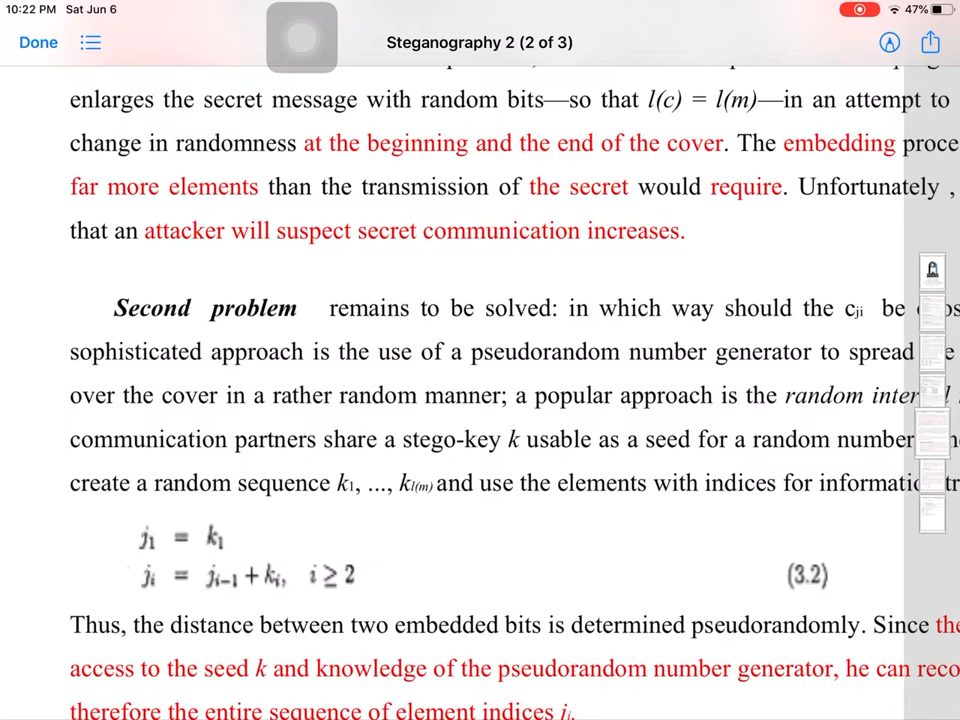 10:22 PM Sat Jun 6 47%
Done Steganography 2 (2 of 3)
enlarges the secret message with random bits—so that l(c) = l(m)—in an attempt to
change in randomness at the beginning and the end of the cover. The embedding proce
far more elements than the transmission of the secret would require. Unfortunately ,
that an attacker will suspect secret communication increases.
Second problem remains to be solved: in which way should the cji be
sophisticated approach is the use of a pseudorandom number generator to spread
over the cover in a rather random manner; a popular approach is the random
communication partners share a stego-key k usable as a seed for a random number
create a random sequence k1, ..., kl(m) and use the elements with indices for
j1 = k1
ji = ji−1 + ki, i ≥ 2 (3.2)
Thus, the distance between two embedded bits is determined pseudorandomly. Since the
access to the seed k and knowledge of the pseudorandom number generator, he can reco
therefore the entire sequence of element indices ji.